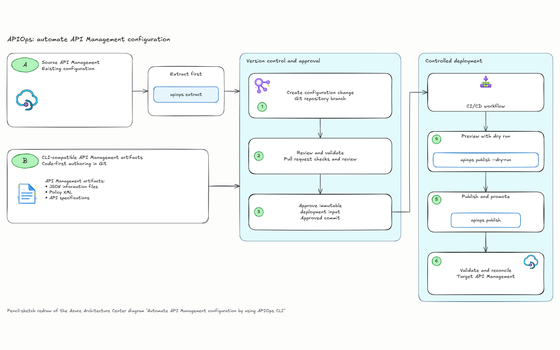 APIOps: automate API Management configuration
A
Source API Management
Existing configuration
Extract first
apiops extract
B
CLI-compatible API Management artifacts
Code-first authoring in Git
API Management artifacts:
• JSON information files
• Policy XML
• API specifications
Version control and approval
Create configuration change
Git repository branch
1
2
Review and validate
Pull request checks and review
3
Approve immutable
deployment input
Approved commit
Controlled deployment
CI/CD workflow
4
Preview with dry run
apiops publish --dry-run
5
Publish and promote
apiops publish
6
Validate and reconcile
Target API Management
Pencil-sketch redraw of the Azure Architecture Center diagram "Automate API Management configuration by using APIOps CLI"